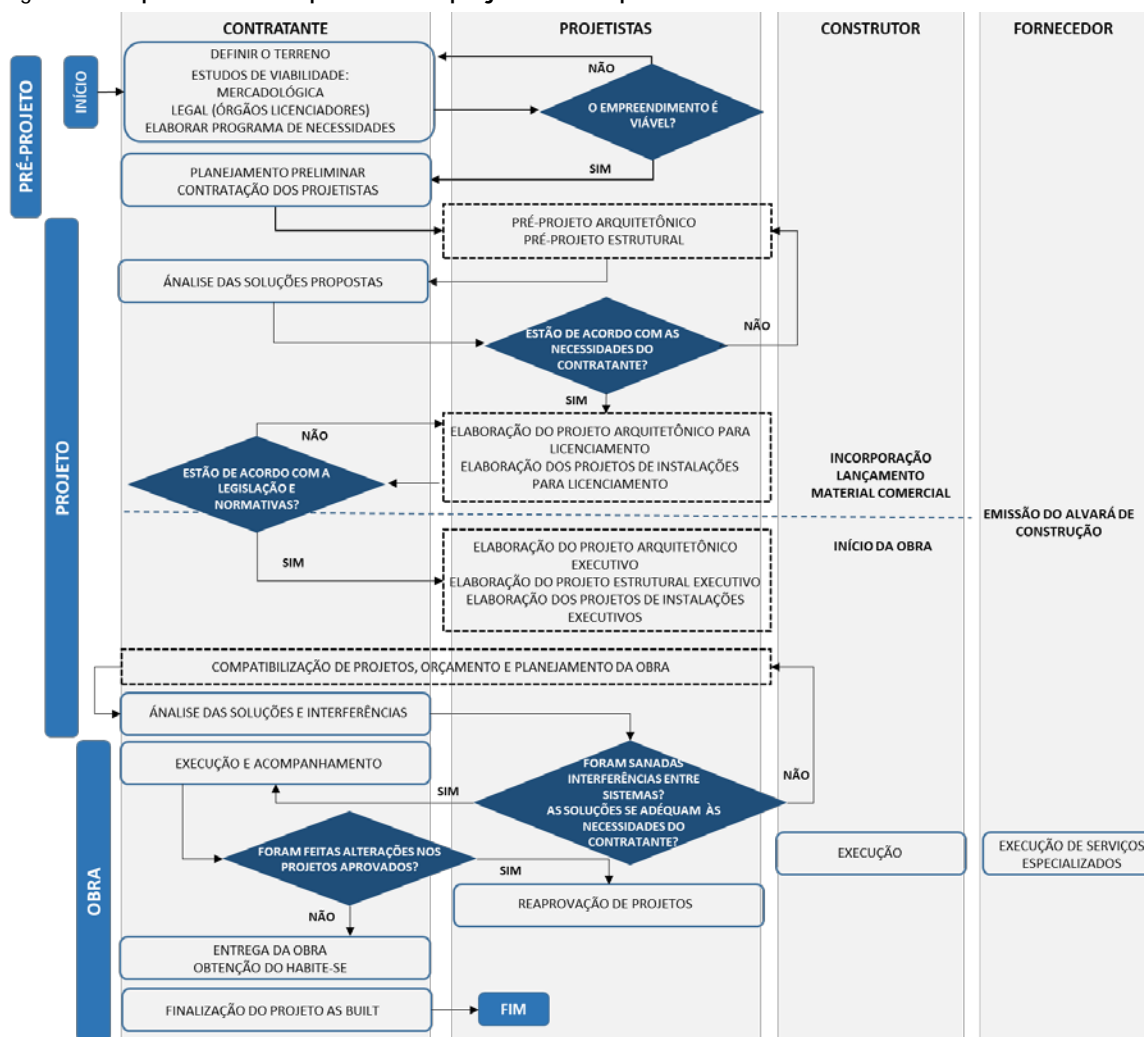 CONTRATANTE
PROJETISTAS
CONSTRUTOR
FORNECEDOR
PRÉ-PROJETO
INÍCIO
DEFINIR O TERRENO
ESTUDOS DE VIABILIDADE:
MERCADOLÓGICA
LEGAL (ÓRGÃOS LICENCIADORES)
ELABORAR PROGRAMA DE NECESSIDADES
NÃO
O EMPREENDIMENTO É
VIÁVEL?
SIM
PLANEJAMENTO PRELIMINAR
CONTRATAÇÃO DOS PROJETISTAS
PROJETO
PRÉ-PROJETO ARQUITETÔNICO
PRÉ-PROJETO ESTRUTURAL
ÁNALISE DAS SOLUÇÕES PROPOSTAS
ESTÃO DE ACORDO COM AS
NECESSIDADES DO
CONTRATANTE?
NÃO
SIM
NÃO
ELABORAÇÃO DO PROJETO ARQUITETÔNICO PARA
LICENCIAMENTO
ELABORAÇÃO DOS PROJETOS DE INSTALAÇÕES
PARA LICENCIAMENTO
ESTÃO DE ACORDO COM A
LEGISLAÇÃO E
NORMATIVAS?
INCORPORAÇÃO
LANÇAMENTO
MATERIAL COMERCIAL
EMISSÃO DO ALVARÁ DE
CONSTRUÇÃO
INÍCIO DA OBRA
SIM
ELABORAÇÃO DO PROJETO ARQUITETÔNICO
EXECUTIVO
ELABORAÇÃO DO PROJETO ESTRUTURAL EXECUTIVO
ELABORAÇÃO DOS PROJETOS DE INSTALAÇÕES
EXECUTIVOS
COMPATIBILIZAÇÃO DE PROJETOS, ORÇAMENTO E PLANEJAMENTO DA OBRA
ÁNALISE DAS SOLUÇÕES E INTERFERÊNCIAS
OBRA
EXECUÇÃO E ACOMPANHAMENTO
SIM
FORAM SANADAS
INTERFERÊNCIAS ENTRE
SISTEMAS?
AS SOLUÇÕES SE ADÉQUAM ÀS
NECESSIDADES DO
CONTRATANTE?
NÃO
FORAM FEITAS ALTERAÇÕES NOS
PROJETOS APROVADOS?
SIM
EXECUÇÃO
EXECUÇÃO DE SERVIÇOS
ESPECIALIZADOS
REAPROVAÇÃO DE PROJETOS
NÃO
ENTREGA DA OBRA
OBTENÇÃO DO HABITE-SE
FINALIZAÇÃO DO PROJETO AS BUILT
FIM